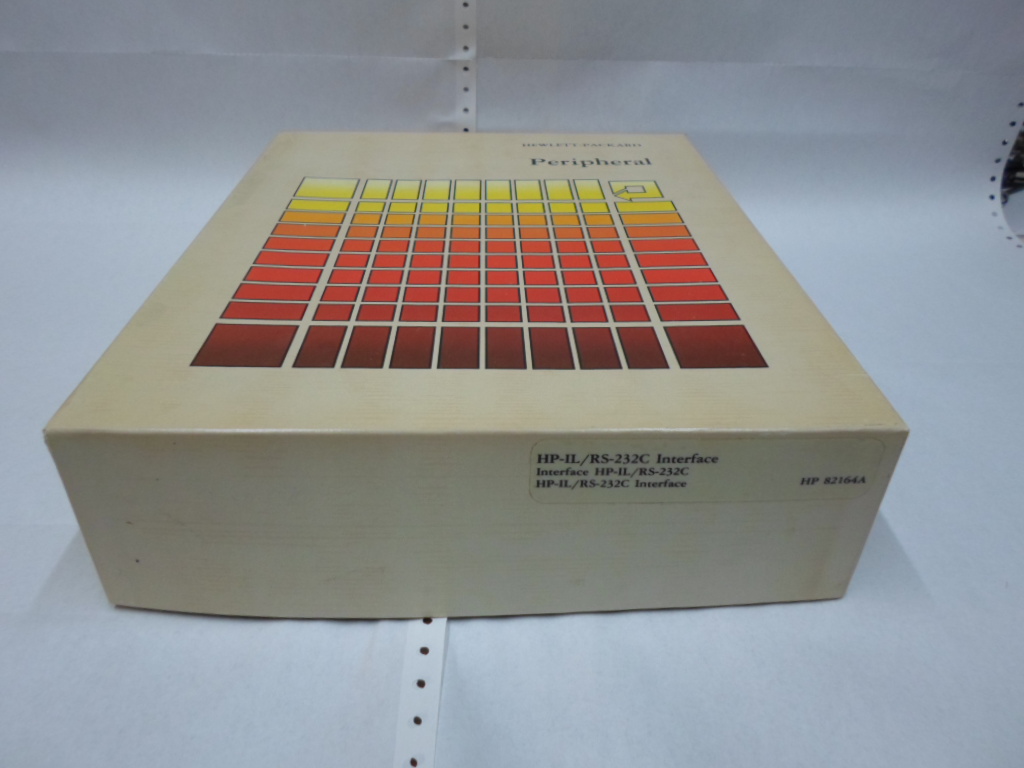 HEWLETT-PACKARD
Peripheral
HP-IL/RS-232C Interface
Interface HP-IL/RS-232C
HP-IL/RS-232C Interface
HP 82164A